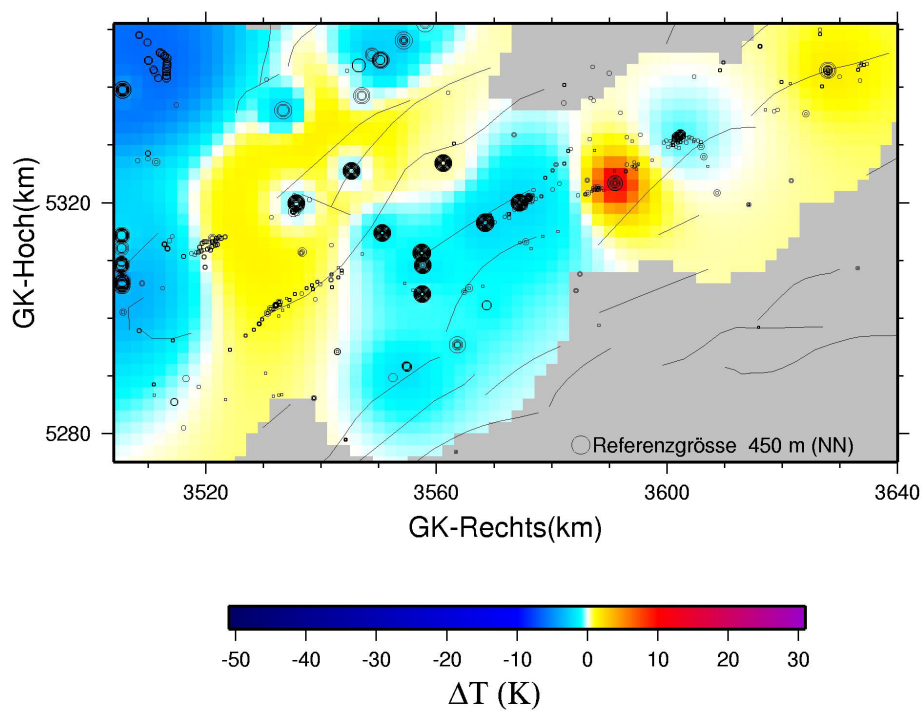 GK-Hoch(km)
5320
5280
Referenzgrösse 450 m (NN)
3520 3560 3600 3640
GK-Rechts(km)
-50 -40 -30 -20 -10 0 10 20 30
ΔT (K)